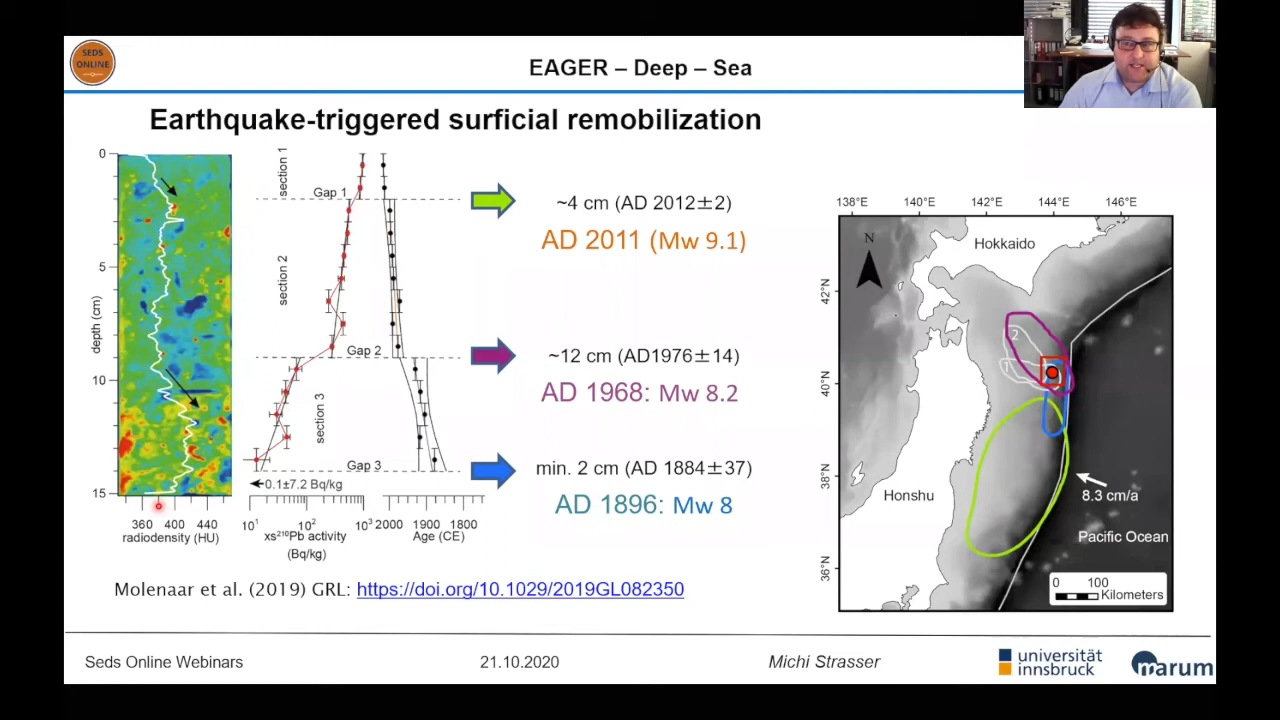 SEDS
ONLINE
EAGER – Deep – Sea
Earthquake-triggered surficial remobilization
0
5
10
15
depth (cm)
360 400 440
radiodensity (HU)
section 1
Gap 1
section 2
Gap 2
section 3
Gap 3
0.1±7.2 Bq/kg
10¹ 10² 10³
xs²¹⁰Pb activity
(Bq/kg)
2000 1900 1800
Age (CE)
~4 cm (AD 2012±2)
AD 2011 (Mw 9.1)
~12 cm (AD1976±14)
AD 1968: Mw 8.2
min. 2 cm (AD 1884±37)
AD 1896: Mw 8
138°E 140°E 142°E 144°E 146°E
42°N
40°N
38°N
36°N
N
Hokkaido
2
1
Honshu
8.3 cm/a
Pacific Ocean
0 100
Kilometers
Molenaar et al. (2019) GRL: https://doi.org/10.1029/2019GL082350
Seds Online Webinars
21.10.2020
Michi Strasser
universität
innsbruck
marum